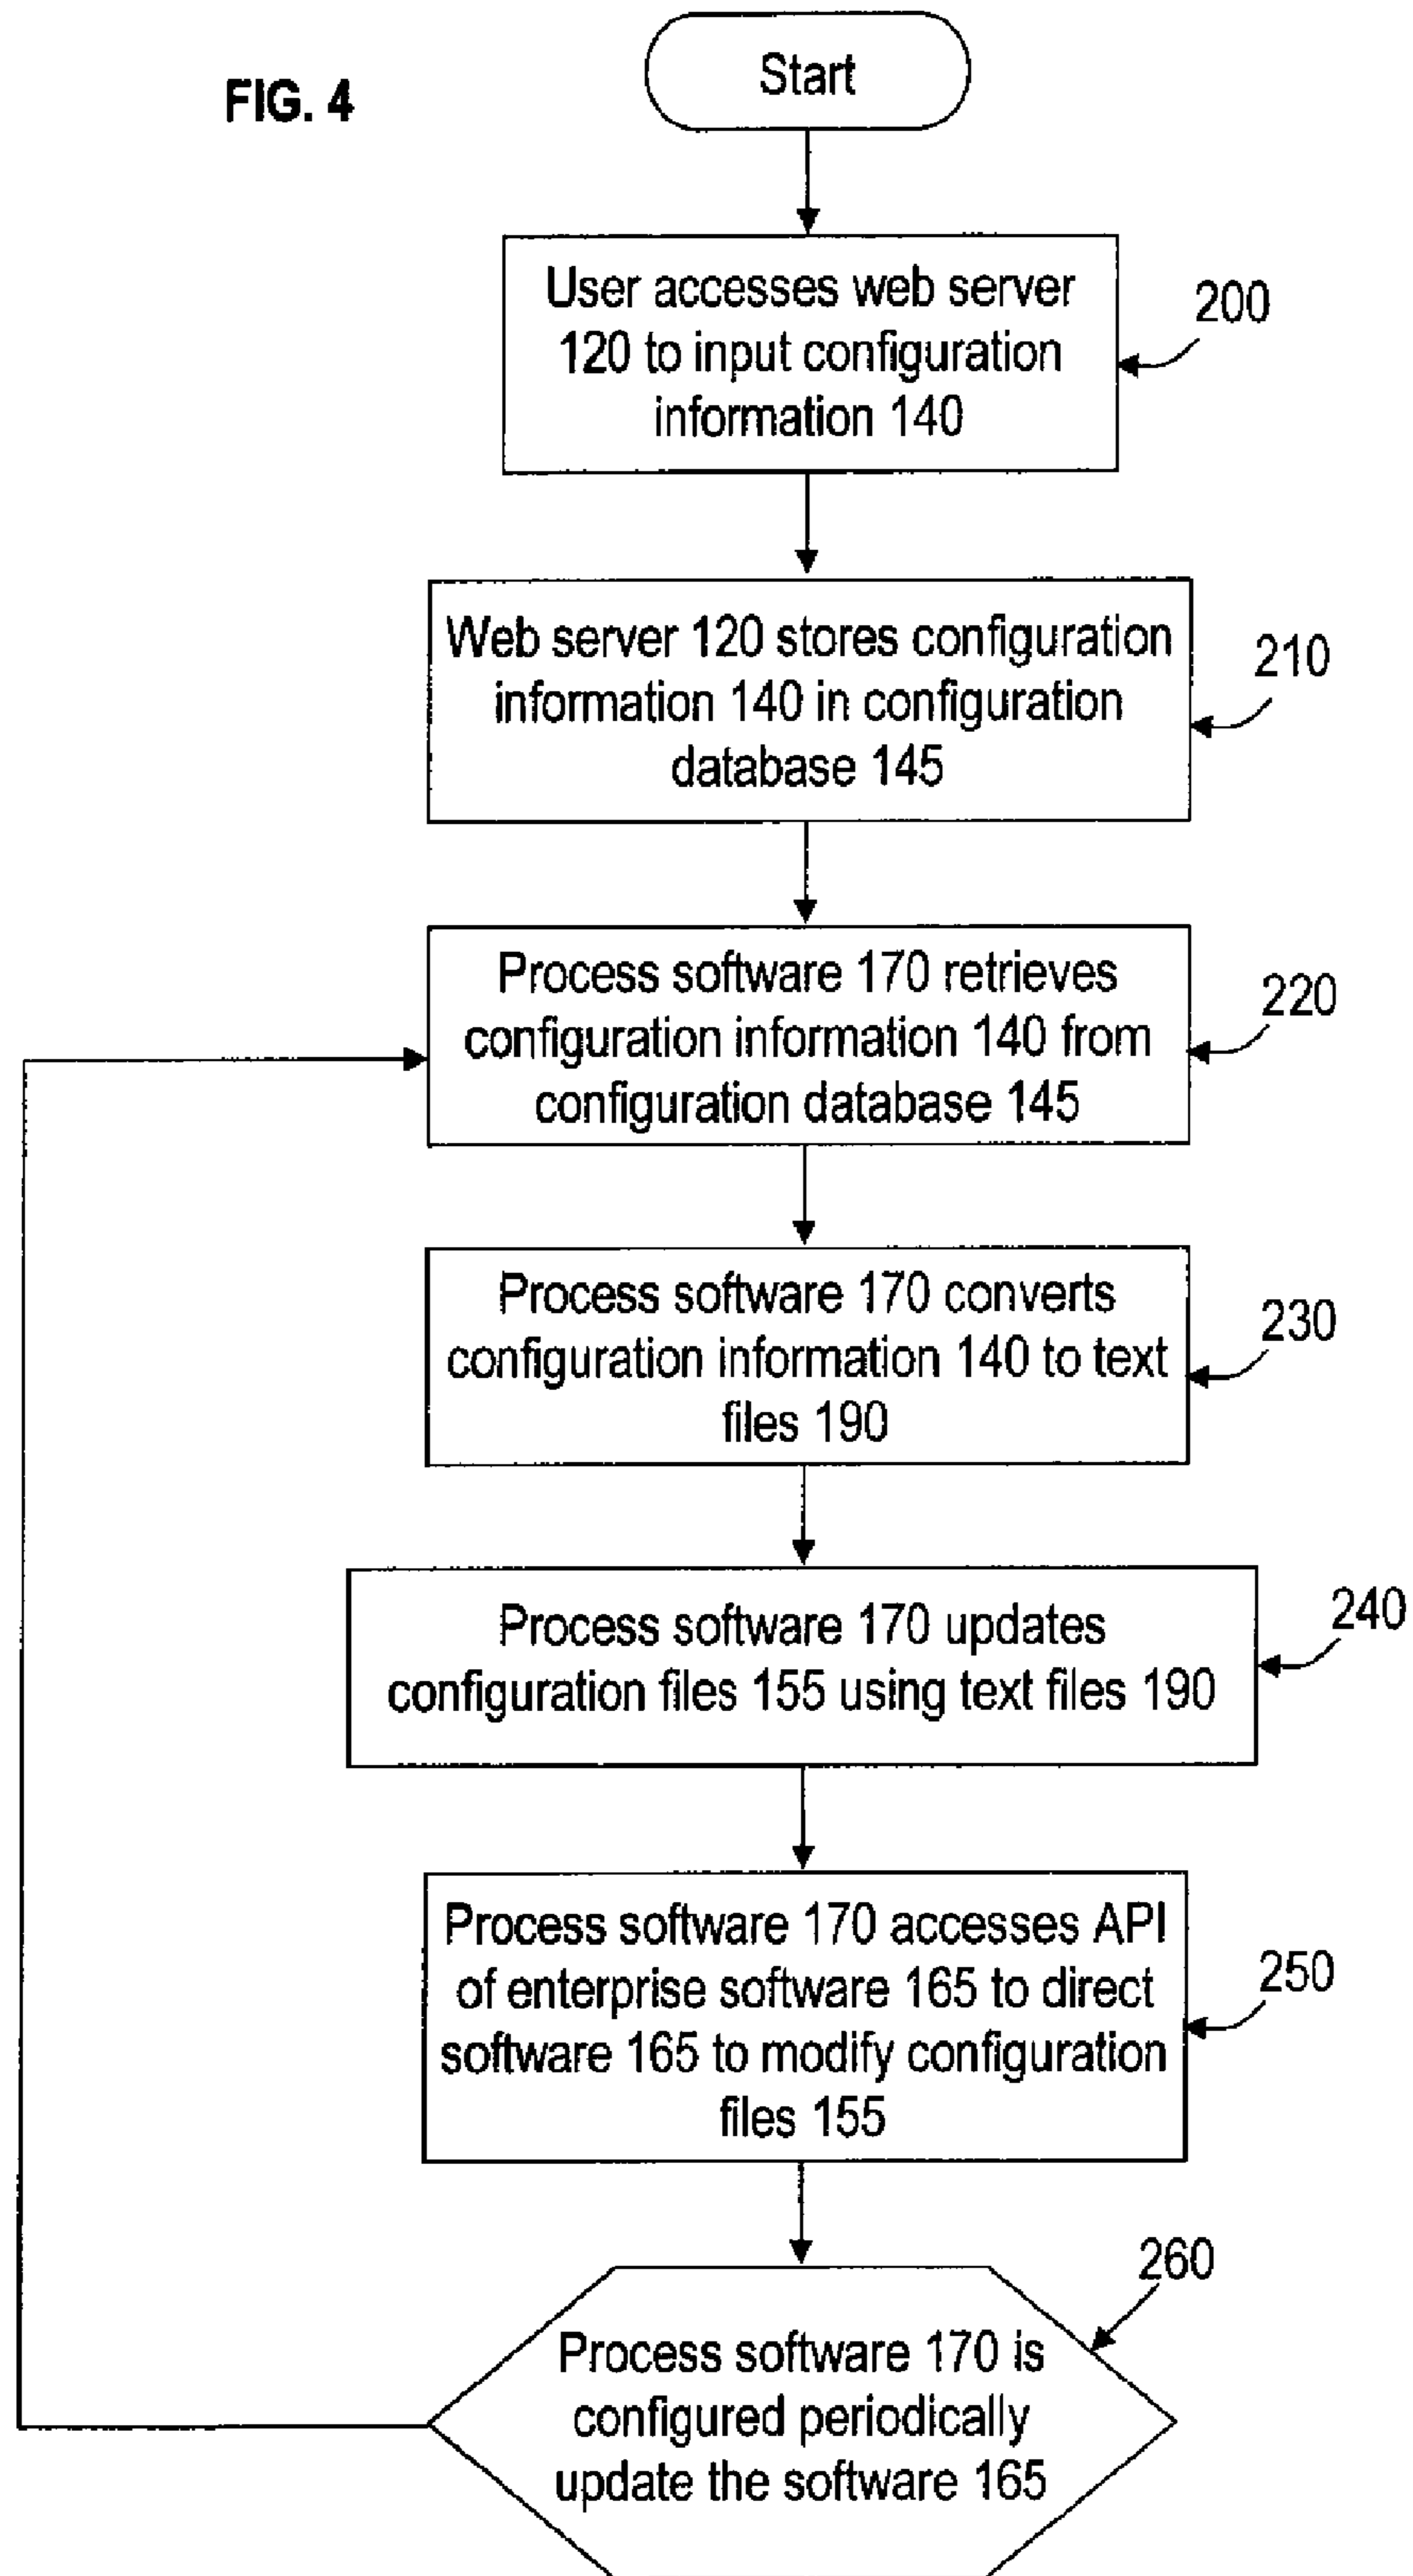 FIG. 4
Start
User accesses web server
120 to input configuration
information 140
200
Web server 120 stores configuration
information 140 in configuration
database 145
210
Process software 170 retrieves
configuration information 140 from
configuration database 145
220
Process software 170 converts
configuration information 140 to text
files 190
230
Process software 170 updates
configuration files 155 using text files 190
240
Process software 170 accesses API
of enterprise software 165 to direct
software 165 to modify configuration
files 155
250
Process software 170 is
configured periodically
update the software 165
260